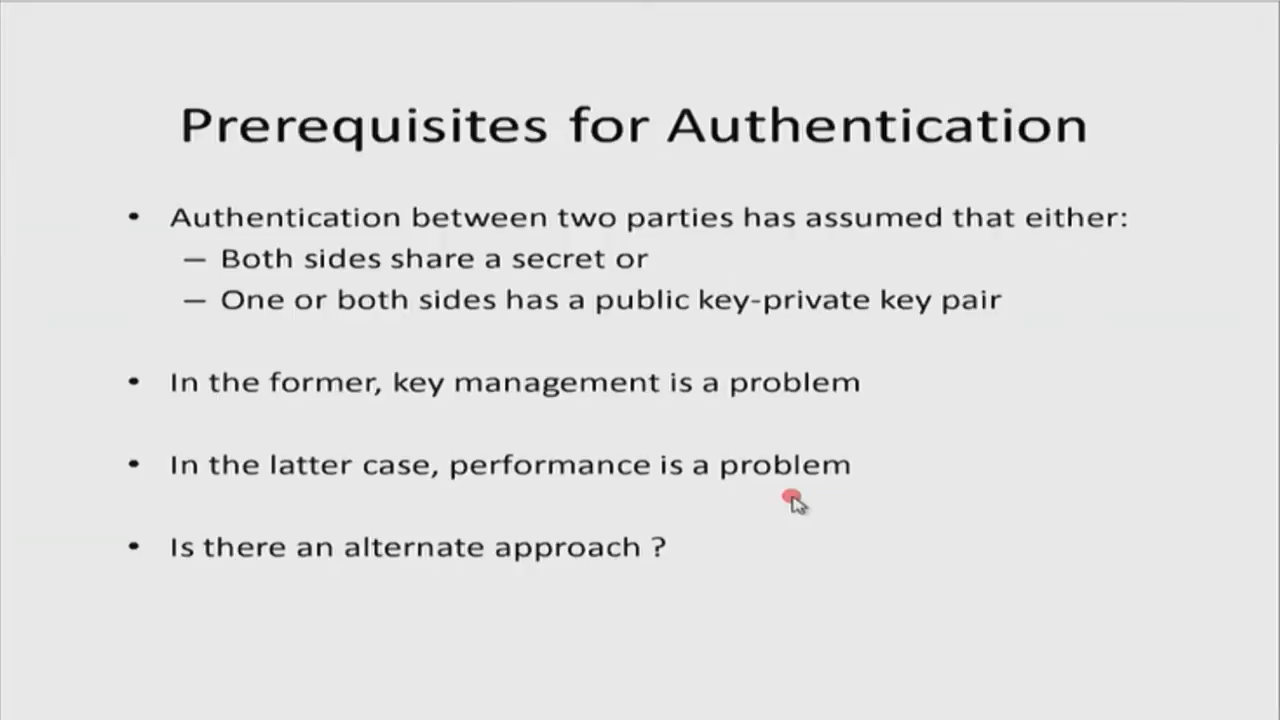 Prerequisites for Authentication
• Authentication between two parties has assumed that either:
– Both sides share a secret or
– One or both sides has a public key-private key pair
• In the former, key management is a problem
• In the latter case, performance is a problem
• Is there an alternate approach ?